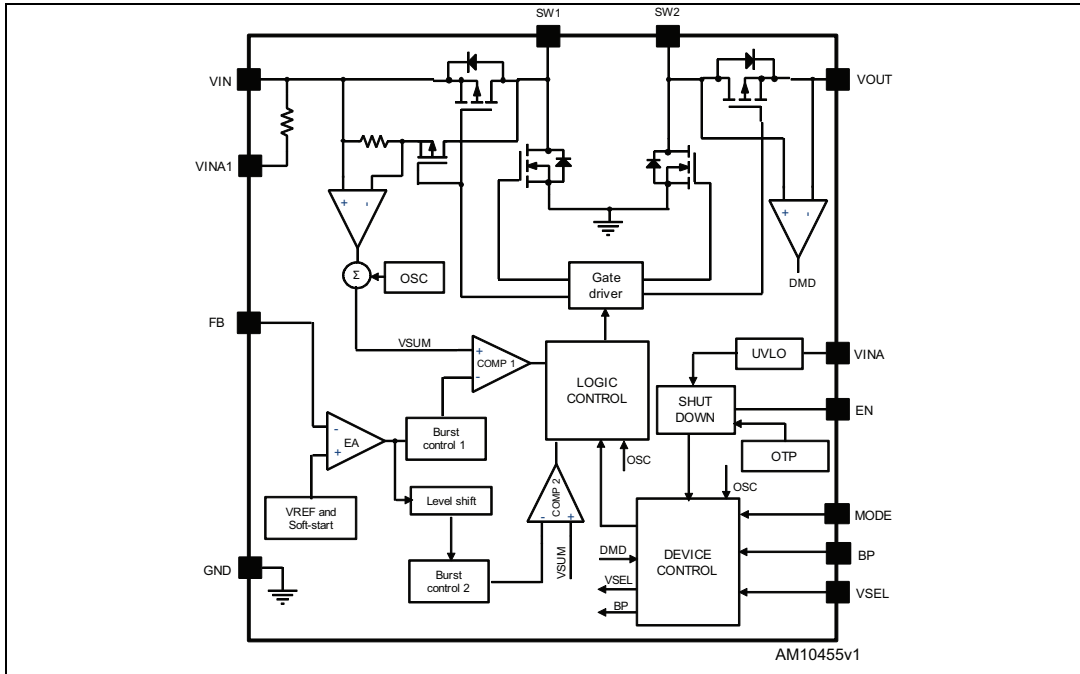 SW1
SW2
VIN
VOUT
VINA1
+ -
+ -
Σ
OSC
Gate
driver
DMD
FB
VSUM
+
-
COMP 1
LOGIC
CONTROL
UVLO
VINA
SHUT
DOWN
EN
OTP
-
+
EA
Burst
control 1
OSC
OSC
VREF and
Soft-start
Level shift
COMP 2
- +
VSUM
MODE
DMD
DEVICE
CONTROL
BP
GND
Burst
control 2
VSEL
BP
VSEL
AM10455v1